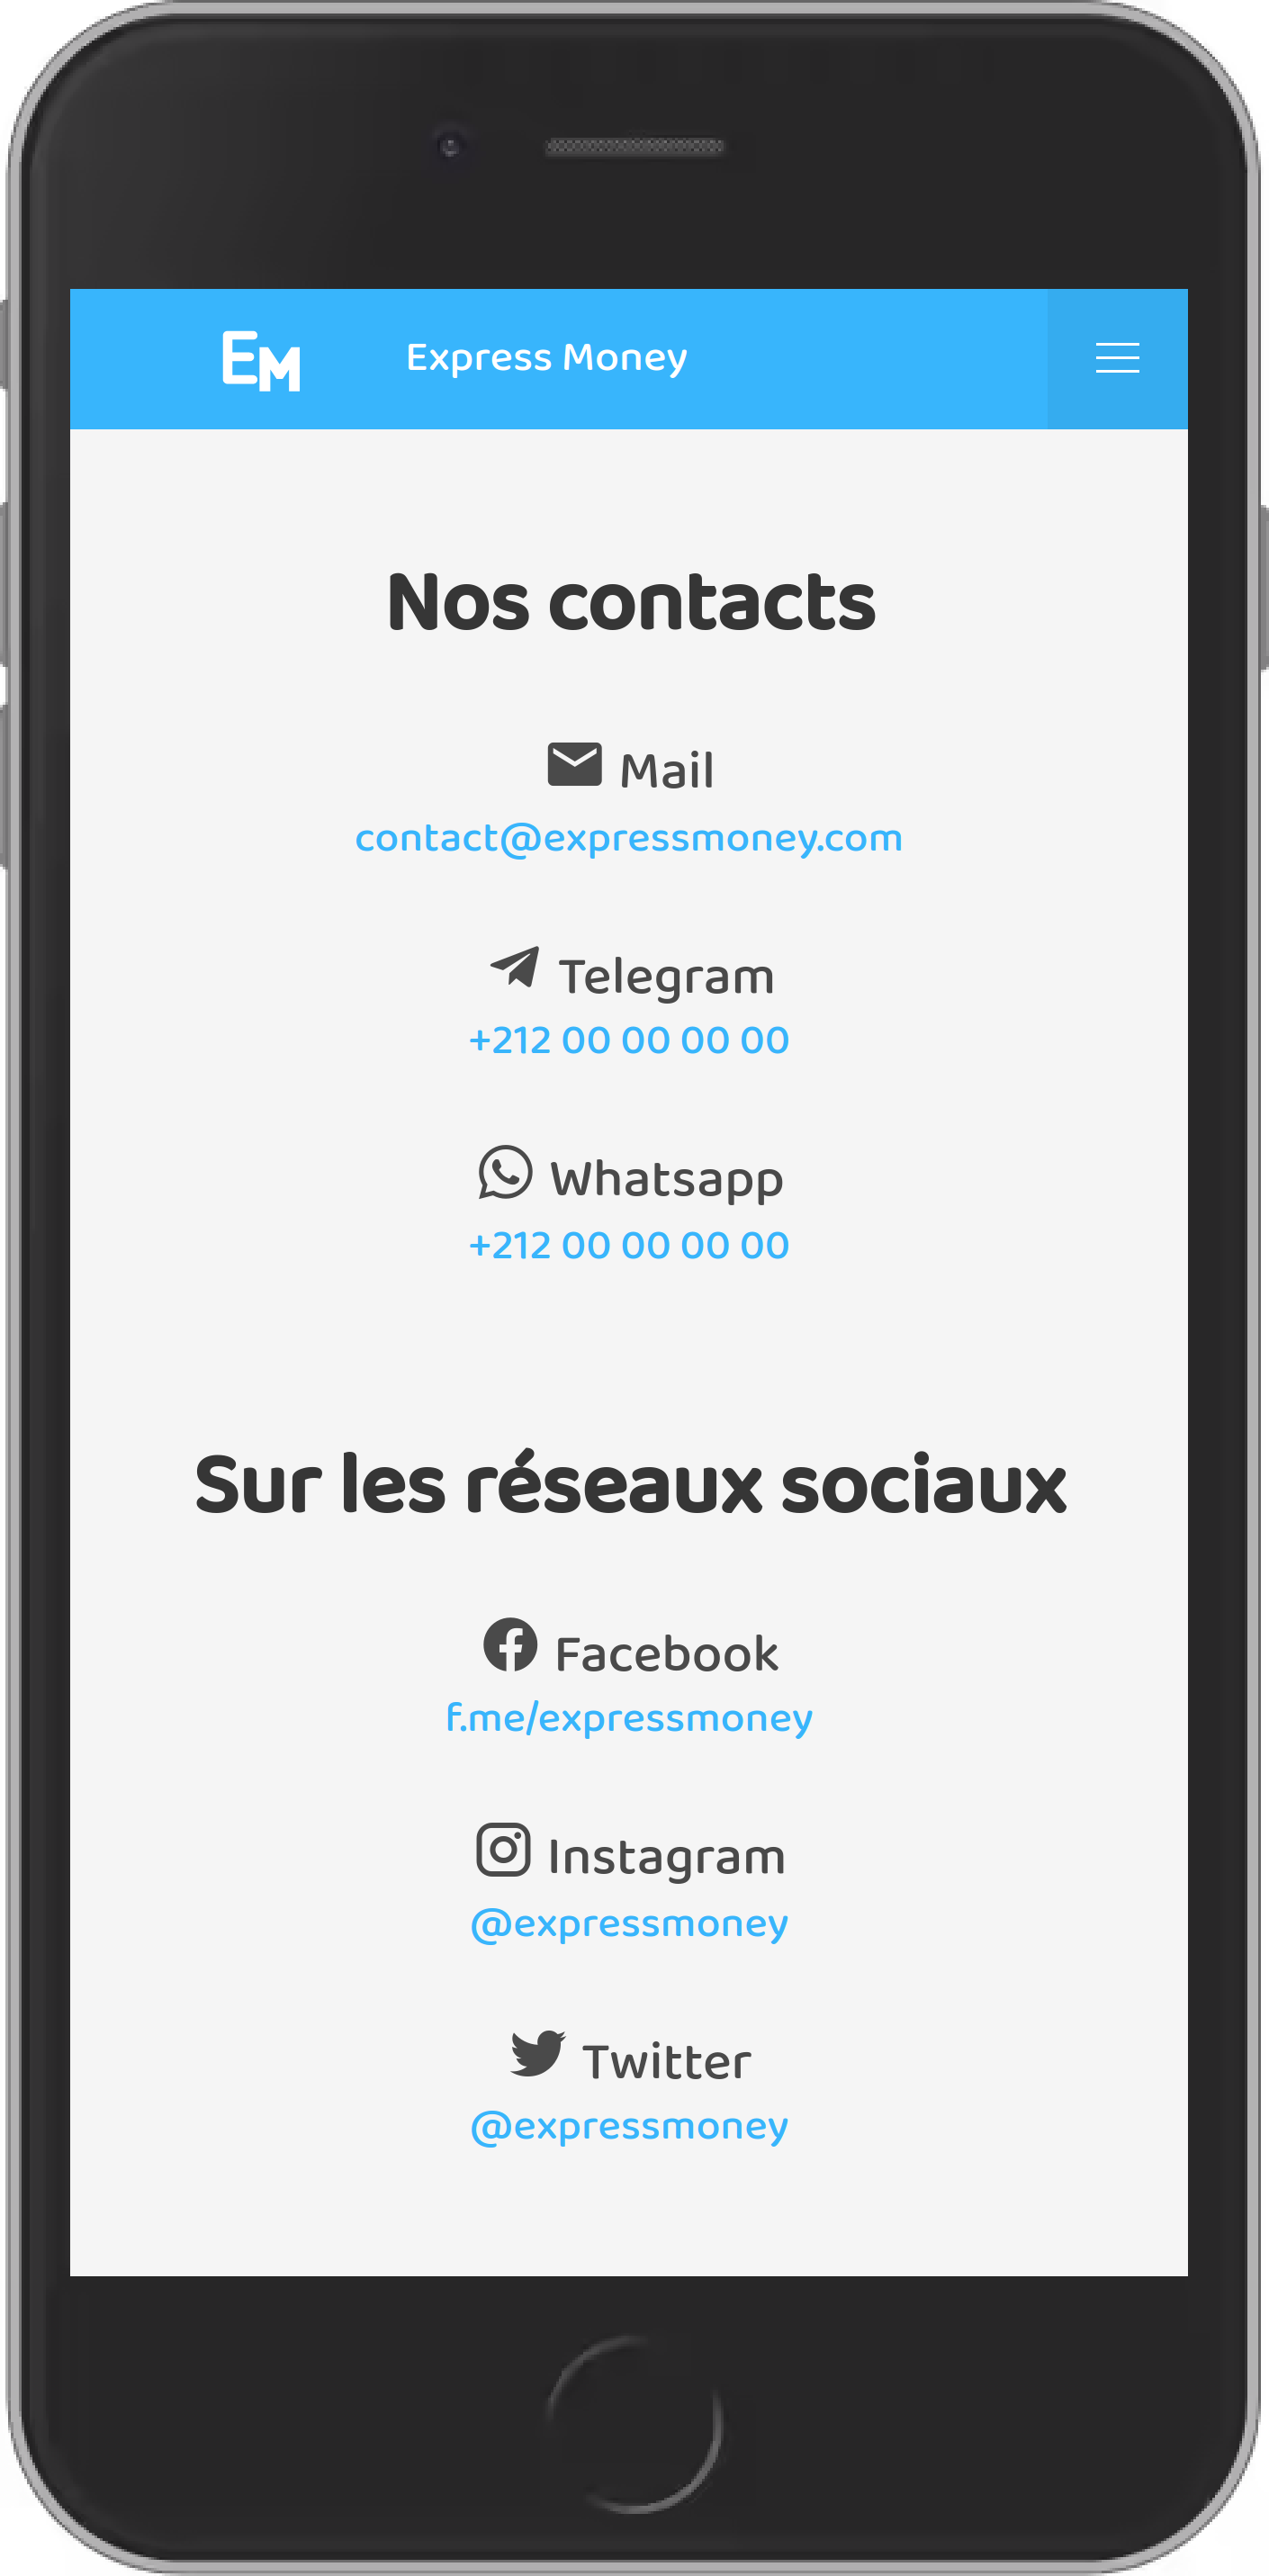 EM
Express Money
Nos contacts
Mail
contact@expressmoney.com
Telegram
+212 00 00 00 00
Whatsapp
+212 00 00 00 00
Sur les réseaux sociaux
Facebook
f.me/expressmoney
Instagram
@expressmoney
Twitter
@expressmoney